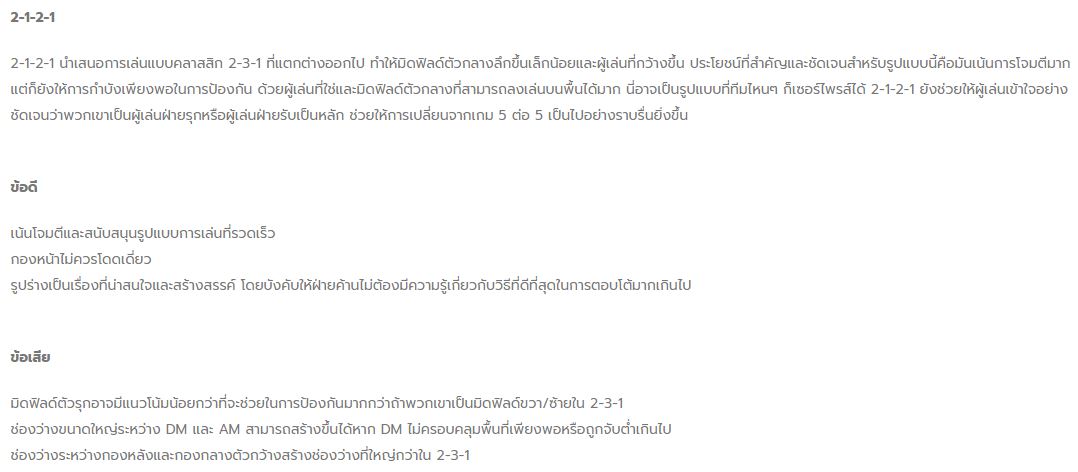 2-1-2-1
2-1-2-1 นำเสนอการเล่นแบบคลาสสิก 2-3-1 ที่แตกต่างออกไป ทำให้มิดฟิลด์ตัวกลางลึกขึ้นเล็กน้อยและผู้เล่นที่กว้างขึ้น ประโยชน์ที่สำคัญและชัดเจนสำหรับรูปแบบนี้คือมันเน้นการโจมตีมาก
แต่ก็ยังให้การกำบังเพียงพอในการป้องกัน ด้วยผู้เล่นที่ใช่และมิดฟิลด์ตัวกลางที่สามารถลงเล่นบนพื้นได้มาก นี่อาจเป็นรูปแบบที่ทีมไหนๆ ก็เซอร์ไพรส์ได้ 2-1-2-1 ยังช่วยให้ผู้เล่นเข้าใจอย่าง
ชัดเจนว่าพวกเขาเป็นผู้เล่นฝ่ายรุกหรือผู้เล่นฝ่ายรับเป็นหลัก ช่วยให้การเปลี่ยนจากเกม 5 ต่อ 5 เป็นไปอย่างราบรื่นยิ่งขึ้น
ข้อดี
เน้นโจมตีและสนับสนุนรูปแบบการเล่นที่รวดเร็ว
กองหน้าไม่ควรโดดเดี่ยว
รูปร่างเป็นเรื่องที่น่าสนใจและสร้างสรรค์ โดยบังคับให้ฝ่ายค้านไม่ต้องมีความรู้เกี่ยวกับวิธีที่ดีที่สุดในการตอบโต้มากเกินไป
ข้อเสีย
มิดฟิลด์ตัวรุกอาจมีแนวโน้มน้อยกว่าที่จะช่วยในการป้องกันมากกว่าถ้าพวกเขาเป็นมิดฟิลด์ขวา/ซ้ายใน 2-3-1
ช่องว่างขนาดใหญ่ระหว่าง DM และ AM สามารถสร้างขึ้นได้หาก DM ไม่ครอบคลุมพื้นที่เพียงพอหรือถูกจับต่ำเกินไป
ช่องว่างระหว่างกองหลังและกองกลางตัวกว้างสร้างช่องว่างที่ใหญ่กว่าใน 2-3-1